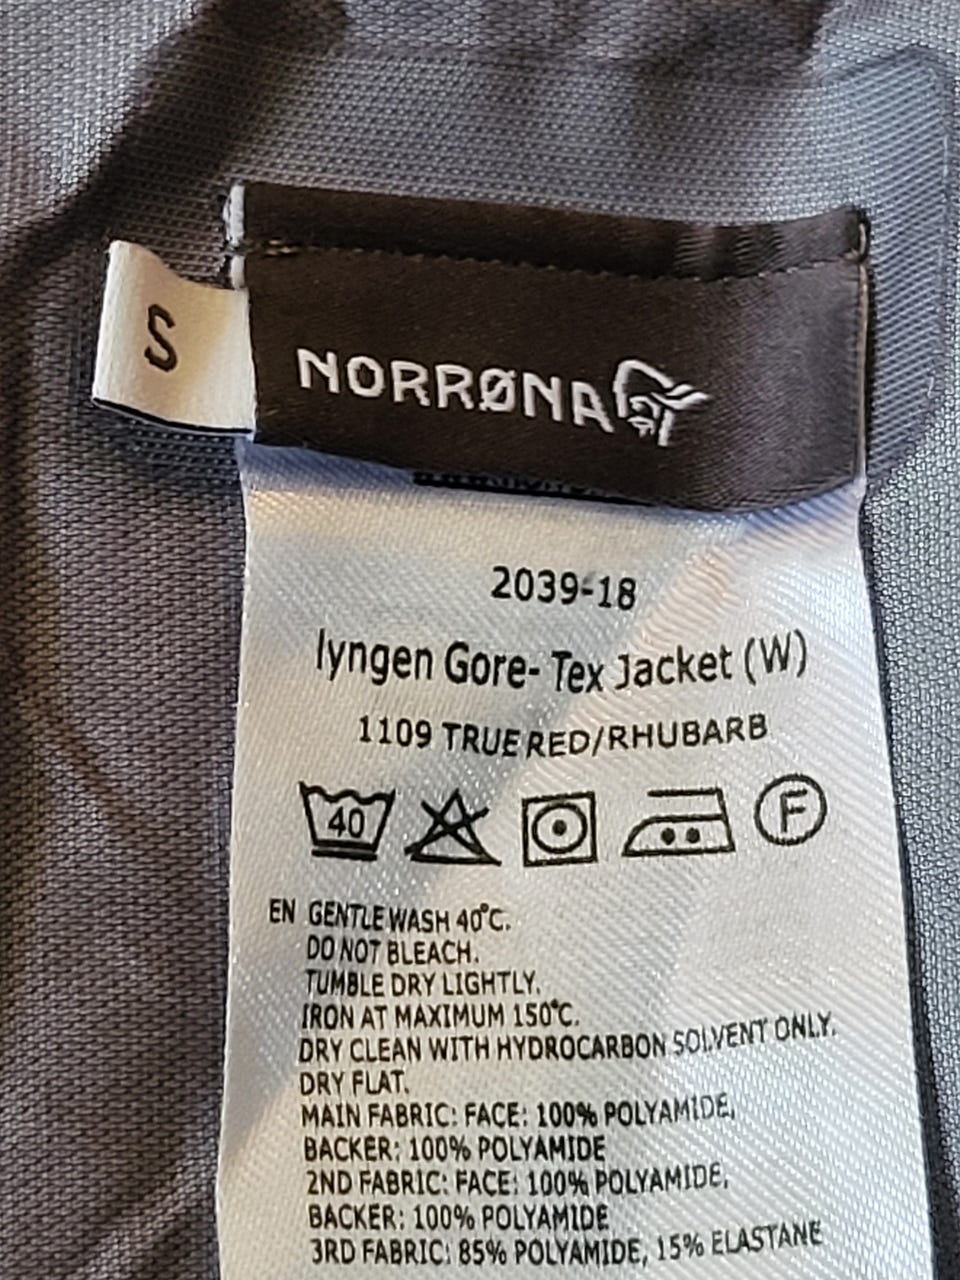 S
NORRØNA
2039-18
lyngen Gore- Tex Jacket (W)
1109 TRUE RED/RHUBARB
40
F
EN GENTLE WASH 40°C.
DO NOT BLEACH.
TUMBLE DRY LIGHTLY.
IRON AT MAXIMUM 150°C.
DRY CLEAN WITH HYDROCARBON SOLVENT ONLY.
DRY FLAT.
MAIN FABRIC: FACE: 100% POLYAMIDE,
BACKER: 100% POLYAMIDE
2ND FABRIC: FACE: 100% POLYAMIDE,
BACKER: 100% POLYAMIDE
3RD FABRIC: 85% POLYAMIDE, 15% ELASTANE